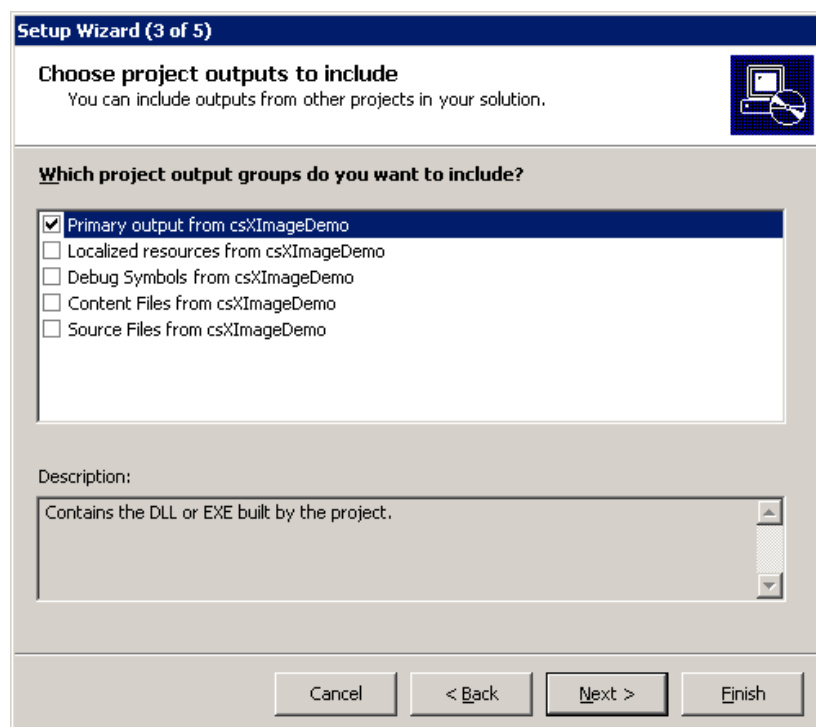 Setup Wizard (3 of 5)
Choose project outputs to include
You can include outputs from other projects in your solution.
Which project output groups do you want to include?
Primary output from csXImageDemo
Localized resources from csXImageDemo
Debug Symbols from csXImageDemo
Content Files from csXImageDemo
Source Files from csXImageDemo
Description:
Contains the DLL or EXE built by the project.
Cancel
< Back
Next >
Finish